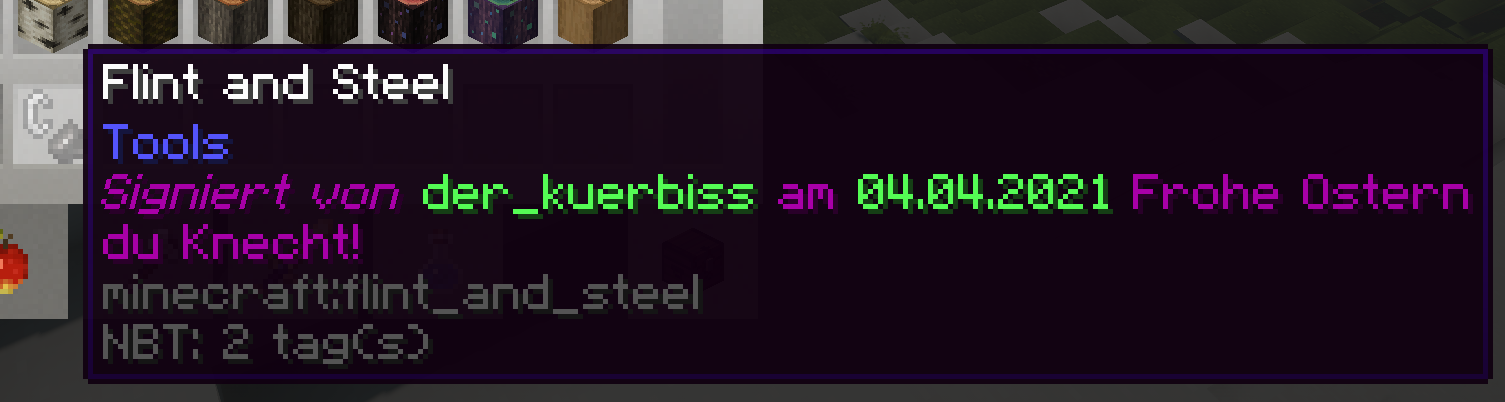 Flint and Steel
Tools
Signiert von der_kuerbiss am 04.04.2021 Frohe Ostern
du Knecht!
minecraft:flint_and_steel
NBT: 2 tag(s)